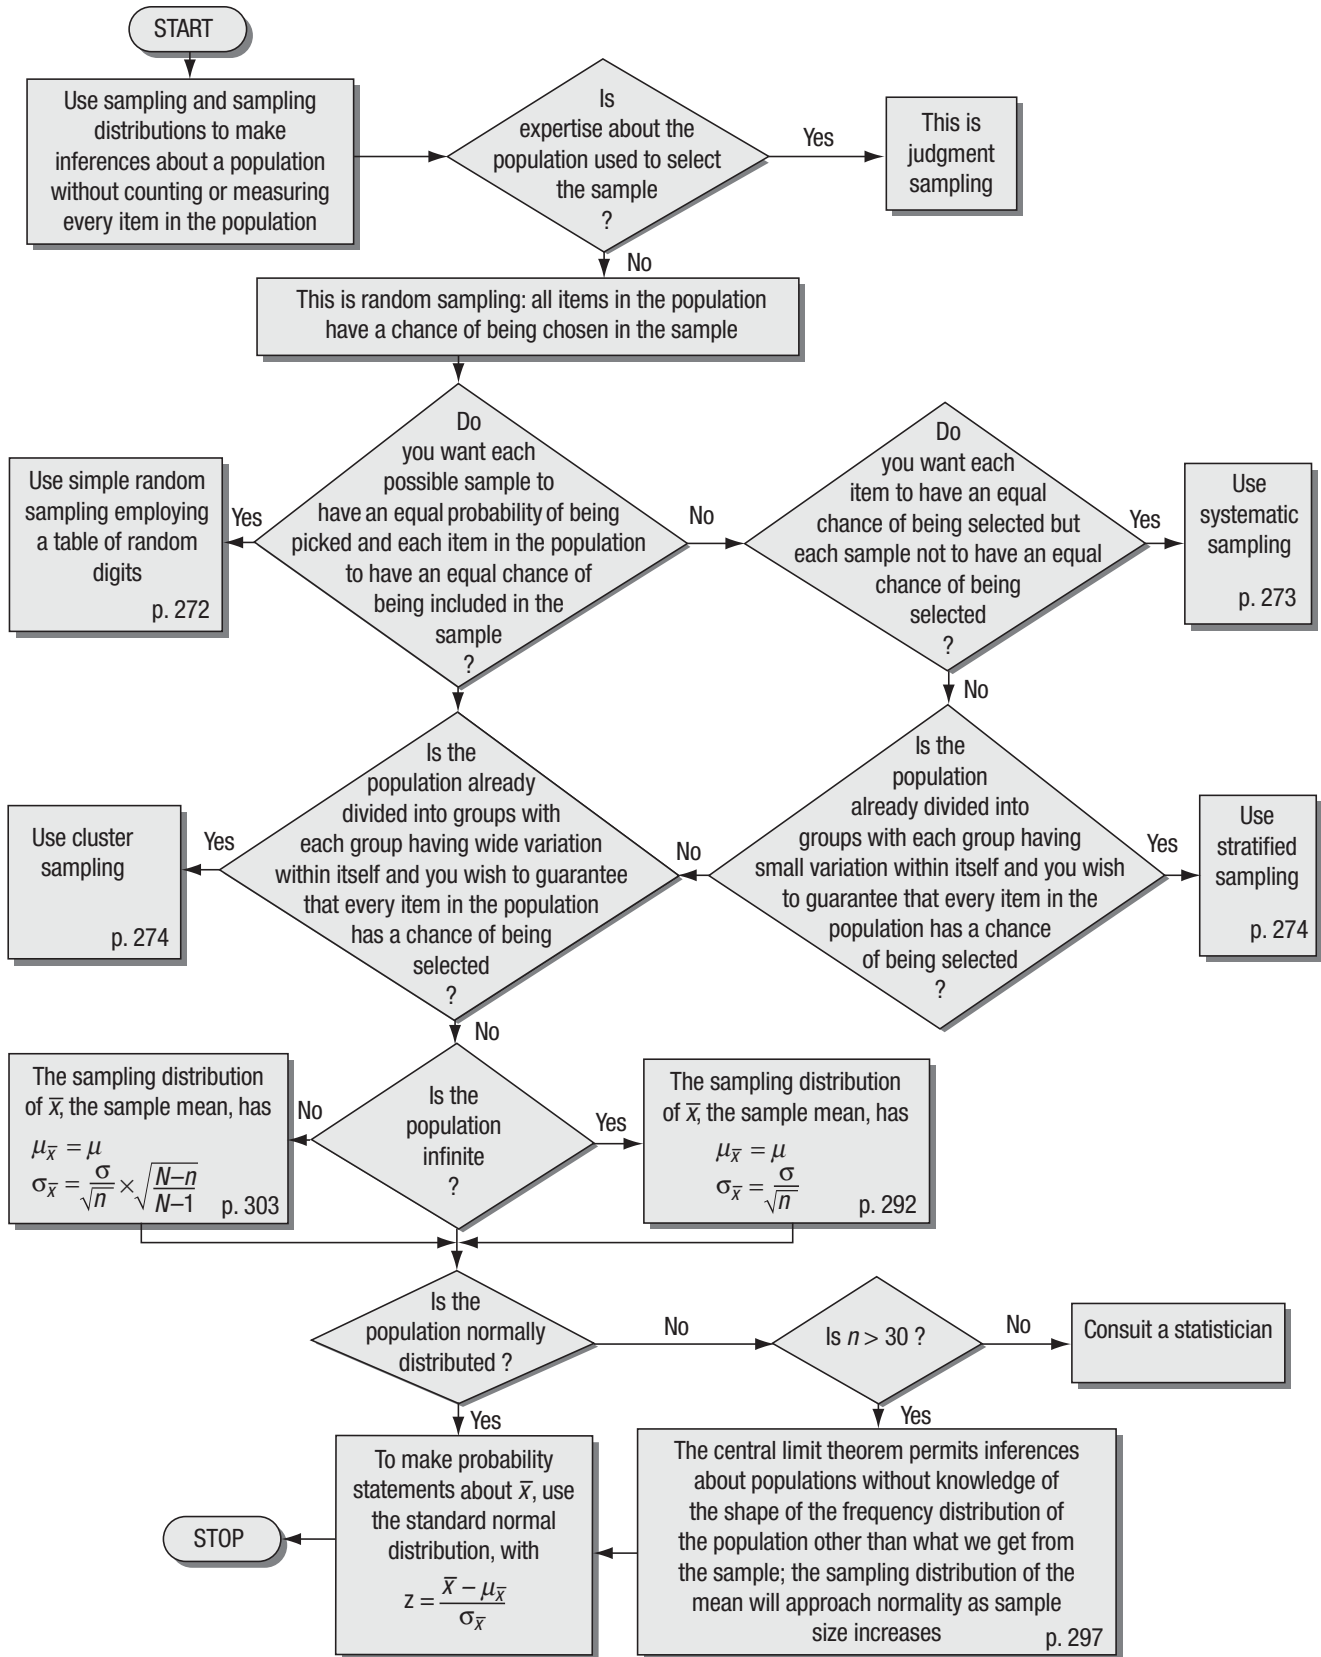 START
Use sampling and sampling
distributions to make
inferences about a population
without counting or measuring
every item in the population
Is
expertise about the
population used to select
the sample
?
Yes
This is
judgment
sampling
No
This is random sampling: all items in the population
have a chance of being chosen in the sample
Do
you want each
possible sample to
have an equal probability of being
picked and each item in the population
to have an equal chance of
being included in the
sample
?
Yes
Use simple random
sampling employing
a table of random
digits
p. 272
No
Do
you want each
item to have an equal
chance of being selected but
each sample not to have an equal
chance of being
selected
?
Yes
Use
systematic
sampling
p. 273
No
Is the
population
already divided into
groups with each group having
small variation within itself and you wish
to guarantee that every item in the
population has a chance
of being selected
?
Yes
Use
stratified
sampling
p. 274
No
Is the
population already
divided into groups with
each group having wide variation
within itself and you wish to guarantee
that every item in the population
has a chance of being
selected
?
Yes
Use cluster
sampling
p. 274
No
Is the
population
infinite
?
No
The sampling distribution
of x̅, the sample mean, has
μx̅ = μ
σx̅ = σ/√n × √(N–n/N–1)
p. 303
Yes
The sampling distribution
of x̅, the sample mean, has
μx̅ = μ
σx̅ = σ/√n
p. 292
Is the
population normally
distributed ?
No
Is n > 30 ?
No
Consuit a statistician
Yes
The central limit theorem permits inferences
about populations without knowledge of
the shape of the frequency distribution of
the population other than what we get from
the sample; the sampling distribution of the
mean will approach normality as sample
size increases
p. 297
Yes
To make probability
statements about x̅, use
the standard normal
distribution, with
z = x̅ – μx̅/σx̅
STOP